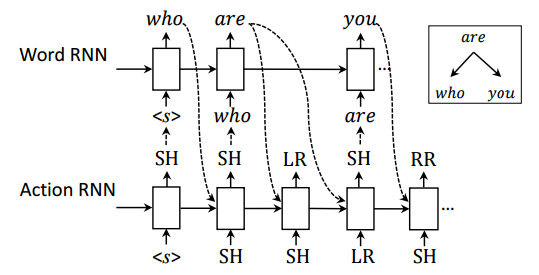 who are you
are
Word RNN
who you
<s> who are
SH SH LR SH RR
Action RNN
...
<s> SH SH LR SH